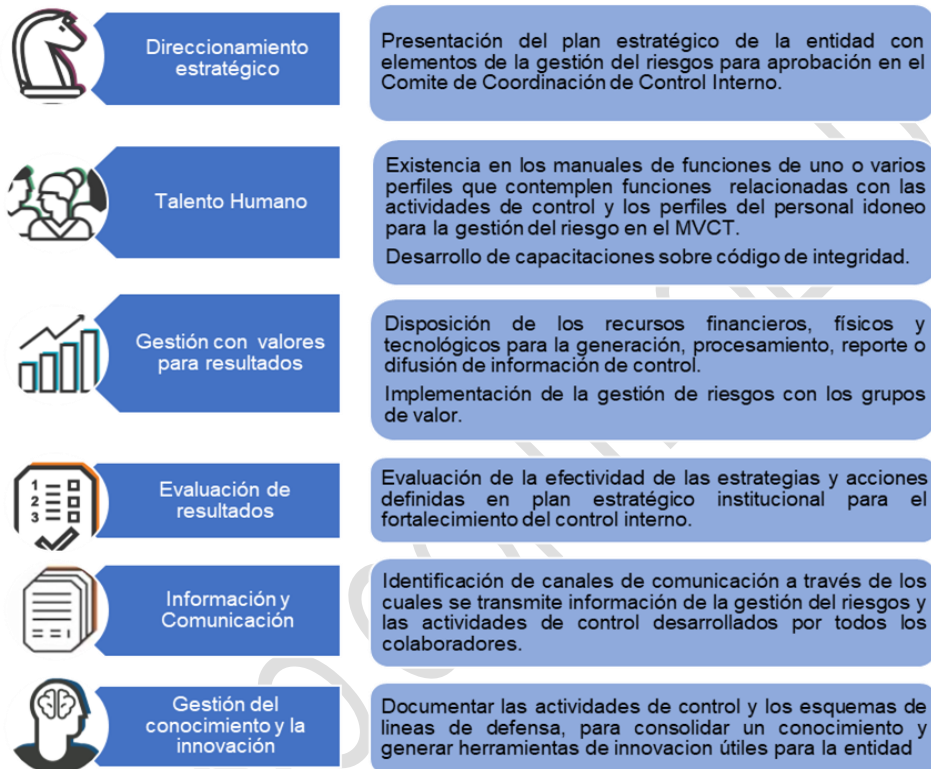 Direccionamiento
estratégico
Presentación del plan estratégico de la entidad con
elementos de la gestión del riesgos para aprobación en el
Comite de Coordinación de Control Interno.
Talento Humano
Existencia en los manuales de funciones de uno o varios
perfiles que contemplen funciones relacionadas con las
actividades de control y los perfiles del personal idoneo
para la gestión del riesgo en el MVCT.
Desarrollo de capacitaciones sobre código de integridad.
Gestión con valores
para resultados
Disposición de los recursos financieros, físicos y
tecnológicos para la generación, procesamiento, reporte o
difusión de información de control.
Implementación de la gestión de riesgos con los grupos
de valor.
1
2
3
Evaluación de
resultados
Evaluación de la efectividad de las estrategias y acciones
definidas en plan estratégico institucional para el
fortalecimiento del control interno.
Información y
Comunicación
Identificación de canales de comunicación a través de los
cuales se transmite información de la gestión del riesgos y
las actividades de control desarrollados por todos los
colaboradores.
Gestión del
conocimiento y la
innovación
Documentar las actividades de control y los esquemas de
lineas de defensa, para consolidar un conocimiento y
generar herramientas de innovacion útiles para la entidad